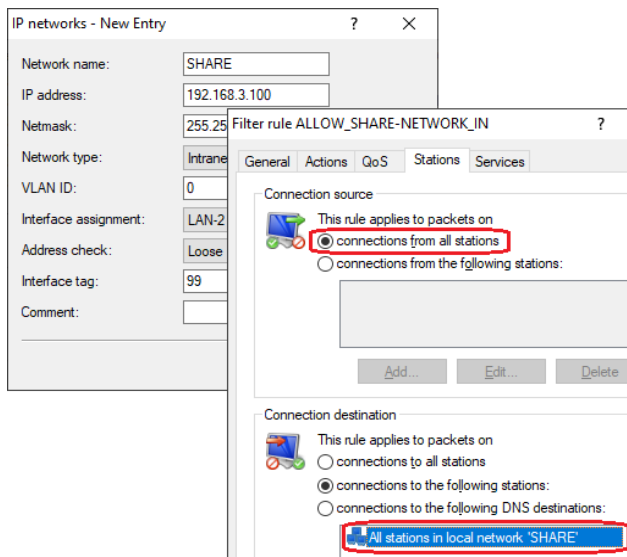 IP networks - New Entry ? ×
Network name: SHARE
IP address: 192.168.3.100
Netmask: 255.25
Network type: Intrane
VLAN ID: 0
Interface assignment: LAN-2
Address check: Loose
Interface tag: 99
Comment:
Filter rule ALLOW_SHARE-NETWORK_IN ?
General Actions QoS Stations Services
Connection source
This rule applies to packets on
connections from all stations
connections from the following stations:
Add... Edit... Delete
Connection destination
This rule applies to packets on
connections to all stations
connections to the following stations:
connections to the following DNS destinations:
All stations in local network 'SHARE'